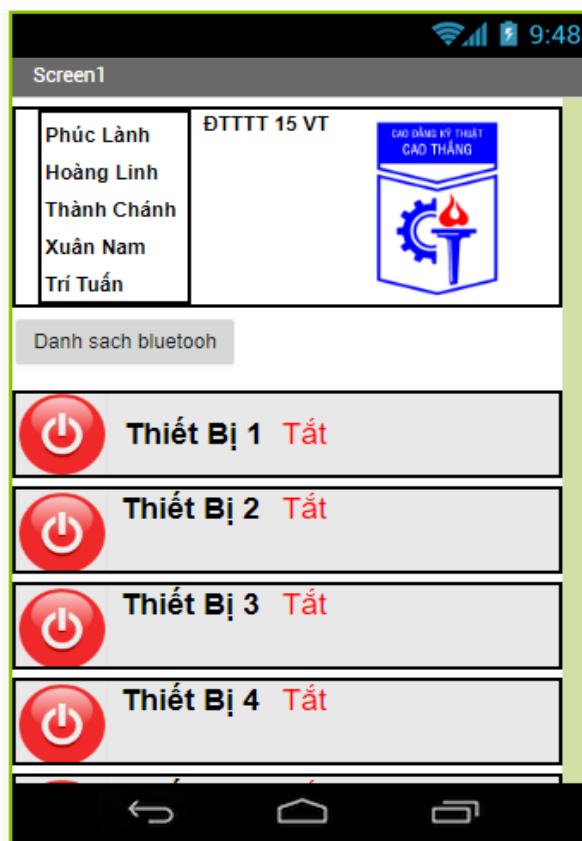 9:48
Screen1
Phúc Lành
Hoàng Linh
Thành Chánh
Xuân Nam
Trí Tuấn
ĐTTTT 15 VT
CAO ĐẲNG KỸ THUẬT
CAO THẮNG
Danh sach bluetooh
Thiết Bị 1 Tắt
Thiết Bị 2 Tắt
Thiết Bị 3 Tắt
Thiết Bị 4 Tắt